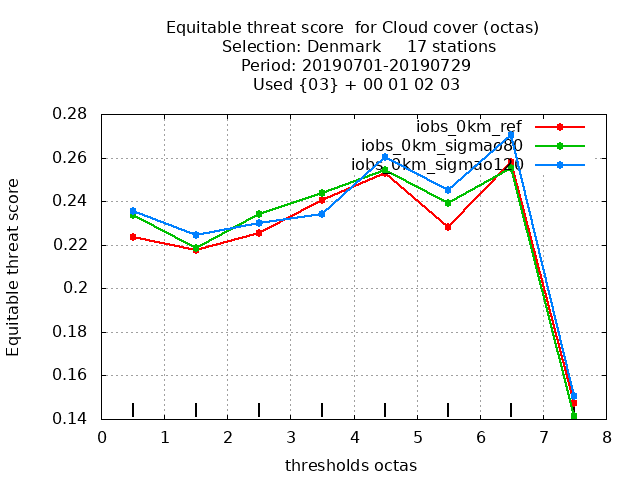 Equitable threat score  for Cloud cover (octas)
Selection: Denmark     17 stations
Period: 20190701-20190729
Used {03} + 00 01 02 03
iobs_0km_ref
iobs_0km_sigmao80
iobs_0km_sigmao120
Equitable threat score
0.28
0.26
0.24
0.22
0.2
0.18
0.16
0.14
0 1 2 3 4 5 6 7 8
thresholds octas